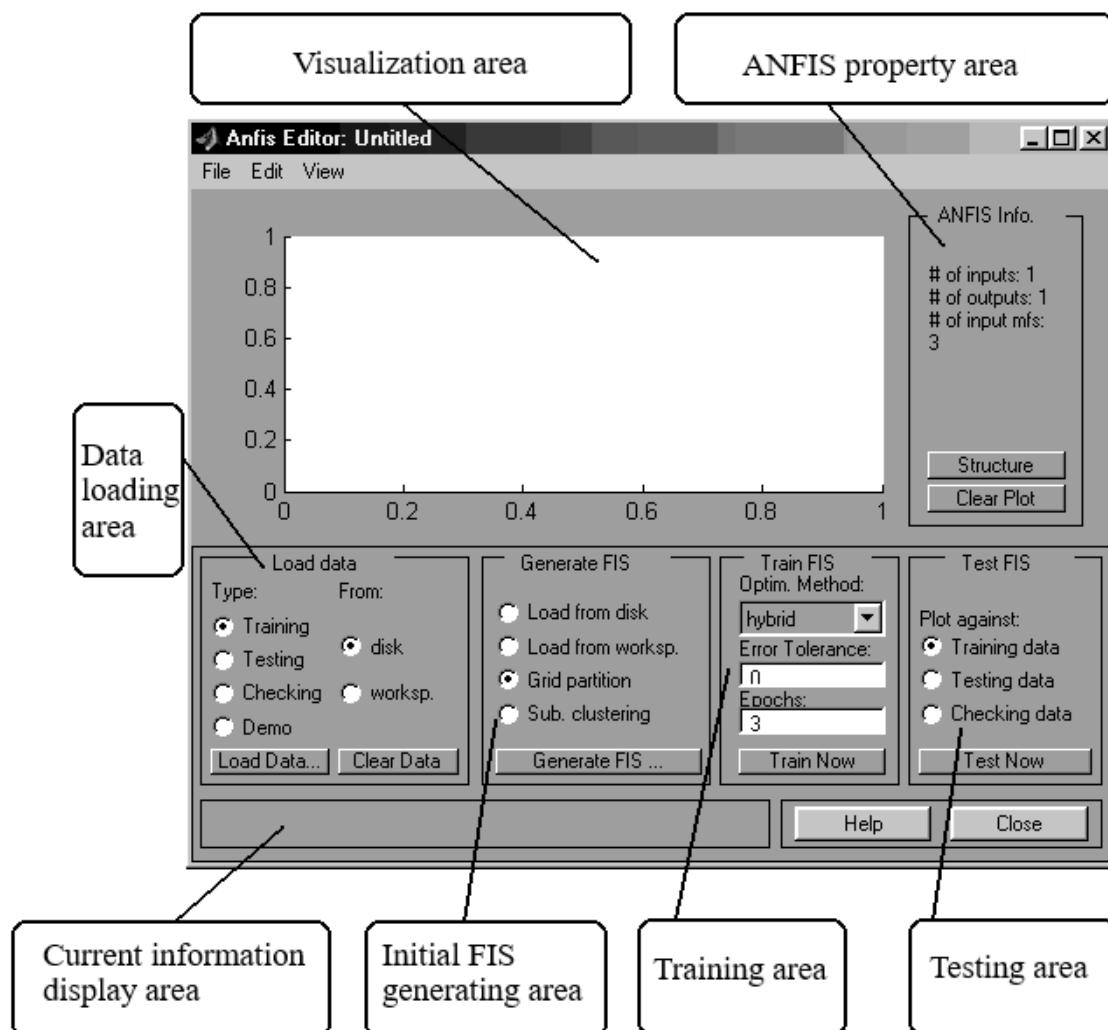 Visualization area
ANFIS property area
Anfis Editor: Untitled
File Edit View
ANFIS Info.
# of inputs: 1
# of outputs: 1
# of input mfs:
3
Structure
Clear Plot
1
0.8
0.6
0.4
0.2
0
0 0.2 0.4 0.6 0.8 1
Data
loading
area
Load data
Type: From:
Training
Testing
Checking
Demo
disk
worksp.
Load Data... Clear Data
Generate FIS
Load from disk
Load from worksp.
Grid partition
Sub. clustering
Generate FIS ...
Train FIS
Optim. Method:
hybrid
Error Tolerance:
0
Epochs:
3
Train Now
Test FIS
Plot against:
Training data
Testing data
Checking data
Test Now
Help
Close
Current information
display area
Initial FIS
generating area
Training area
Testing area